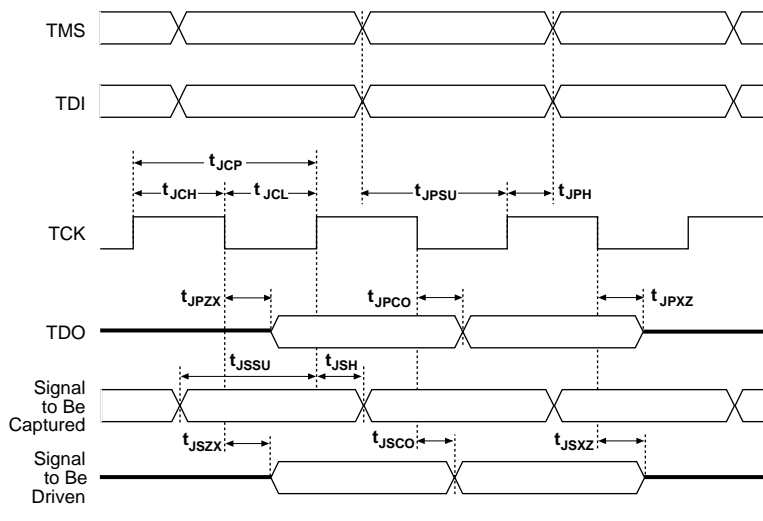 TMS
TDI
tJCP
tJCH
tJCL
tJPSU
tJPH
TCK
tJPZX
tJPCO
tJPXZ
TDO
tJSSU
tJSH
Signal
to Be
Captured
tJSZX
tJSCO
tJSXZ
Signal
to Be
Driven